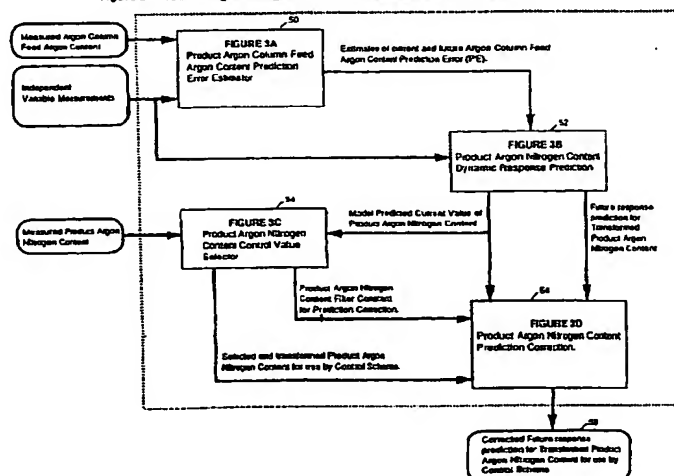 50
Measured Argon Column
Feed Argon Content
FIGURE 3A
Product Argon Column Feed
Argon Content Prediction
Error Estimator
Estimates of current and future Argon Column Feed
Argon Content Prediction Error (PE).
Independent
Variable Measurements
52
FIGURE 3B
Product Argon Nitrogen Content
Dynamic Response Prediction
54
FIGURE 3C
Product Argon Nitrogen
Content Control Value
Selector
Measured Product Argon
Nitrogen Content
Model Predicted Current Value of
Product Argon Nitrogen Content
Future response
prediction for
Transformed
Product Argon
Nitrogen Content
Product Argon Nitrogen
Content Filter Constant
for Prediction Correction.
FIGURE 3D
Product Argon Nitrogen Content
Prediction Correction.
Selected and transformed Product Argon
Nitrogen Content for use by Control Scheme.
Corrected Future response
prediction for Transformed Product
Argon Nitrogen Content for use by
Control Scheme